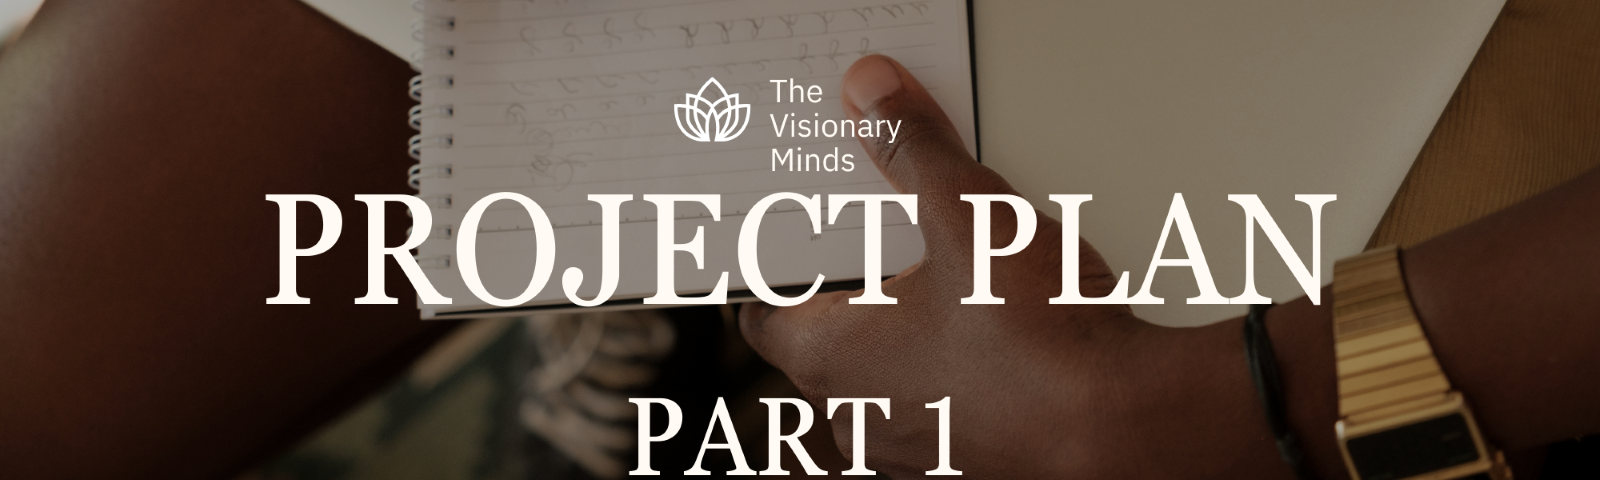 The
Visionary
Minds
PROJECT PLAN
PART 1